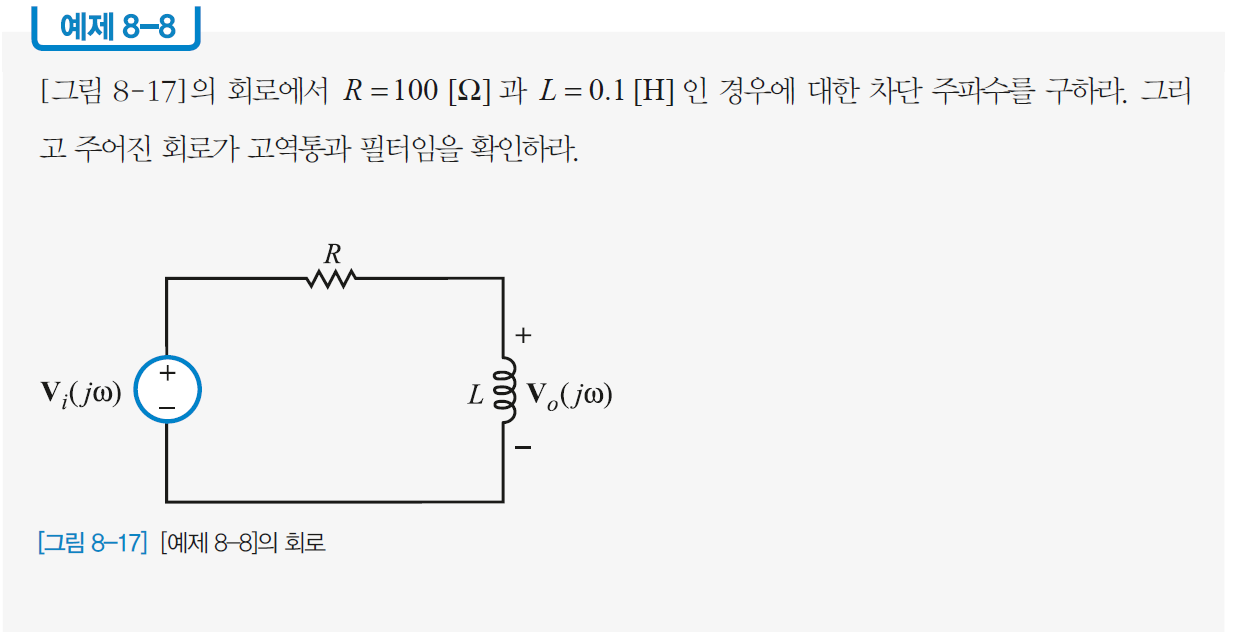 예제 8–8
[그림 8-17]의 회로에서 R = 100 [Ω] 과 L = 0.1 [H] 인 경우에 대한 차단 주파수를 구하라. 그리
고 주어진 회로가 고역통과 필터임을 확인하라.
R
+
+
V_i(jω)
L
V_o(jω)
−
−
[그림 8–17] [예제 8–8]의 회로